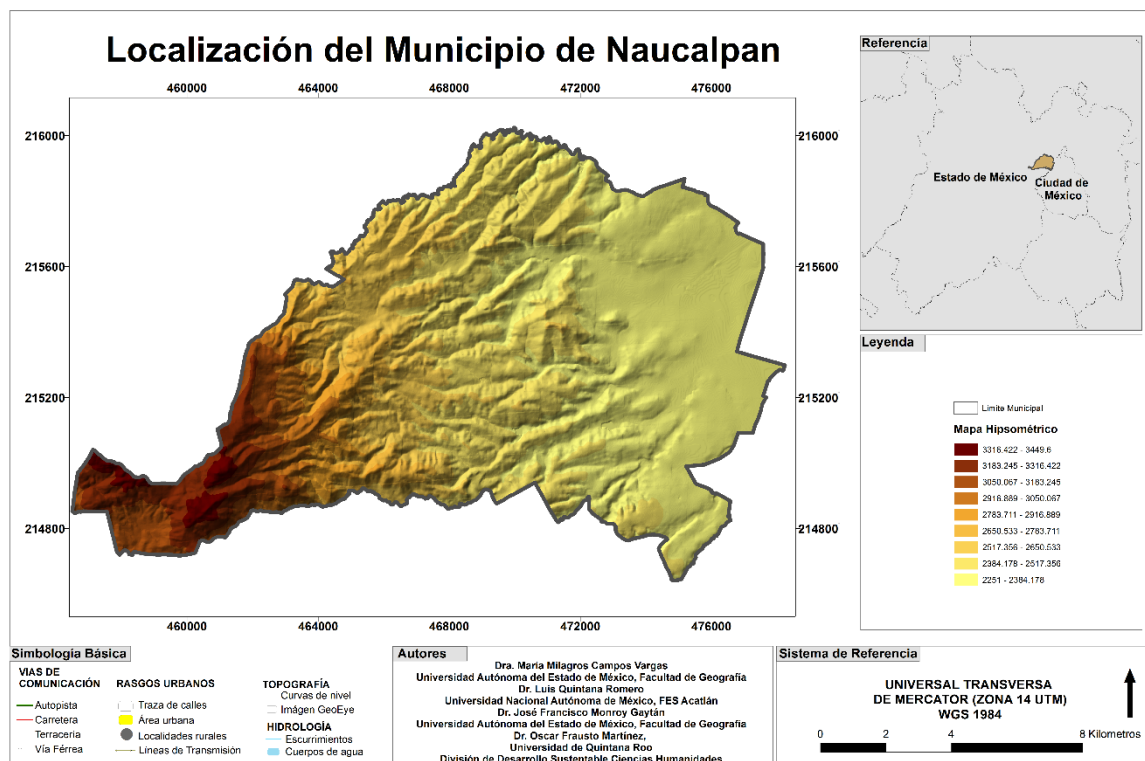 Localización del Municipio de Naucalpan
460000 464000 468000 472000 476000
216000 216000
215600 215600
215200 215200
214800 214800
460000 464000 468000 472000 476000
Referencia
Estado de México
Ciudad de
México
Leyenda
Limite Municipal
Mapa Hipsométrico
3316.422 - 3449.6
3183.245 - 3316.422
3050.067 - 3183.245
2916.889 - 3050.067
2783.711 - 2916.889
2650.533 - 2783.711
2517.356 - 2650.533
2384.178 - 2517.356
2251 - 2384.178
Simbología Básica
VIAS DE
COMUNICACIÓN
Autopista
Carretera
Terraceria
Vía Férrea
RASGOS URBANOS
Traza de calles
Área urbana
Localidades rurales
Líneas de Transmisión
TOPOGRAFÍA
Curvas de nivel
Imágen GeoEye
HIDROLOGÍA
Escurrimientos
Cuerpos de agua
Autores
Dra. María Milagros Campos Vargas
Universidad Autónoma del Estado de México, Facultad de Geografía
Dr. Luis Quintana Romero
Universidad Nacional Autónoma de México, FES Acatlán
Dr. José Francisco Monroy Gaytán
Universidad Autónoma del Estado de México, Facultad de Geografía
Dr. Oscar Frausto Martínez,
Universidad de Quintana Roo
División de Desarrollo Sustentable Ciencias Humanidades
Sistema de Referencia
UNIVERSAL TRANSVERSA
DE MERCATOR (ZONA 14 UTM)
WGS 1984
0 2 4 8 Kilometros